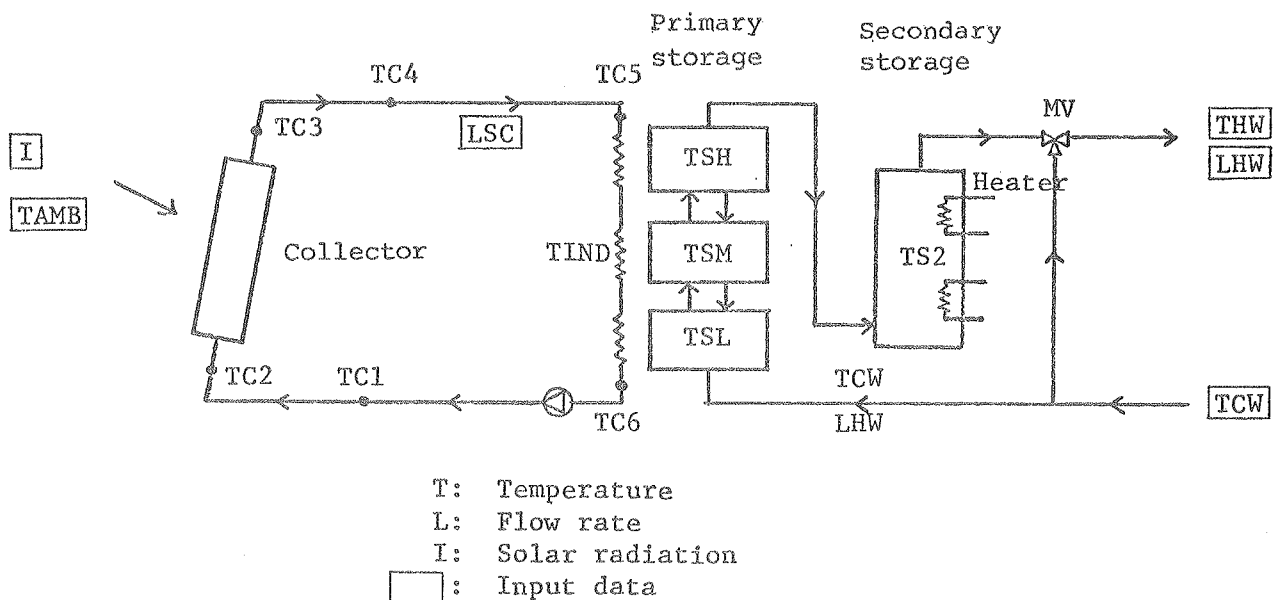 Primary
storage
Secondary
storage
TC4
TC5
TC3
LSC
MV
THW
LHW
I
TAMB
TSH
Heater
Collector
TIND
TSM
TS2
TSL
TC2
TC1
TC6
TCW
LHW
TCW
T: Temperature
L: Flow rate
I: Solar radiation
: Input data